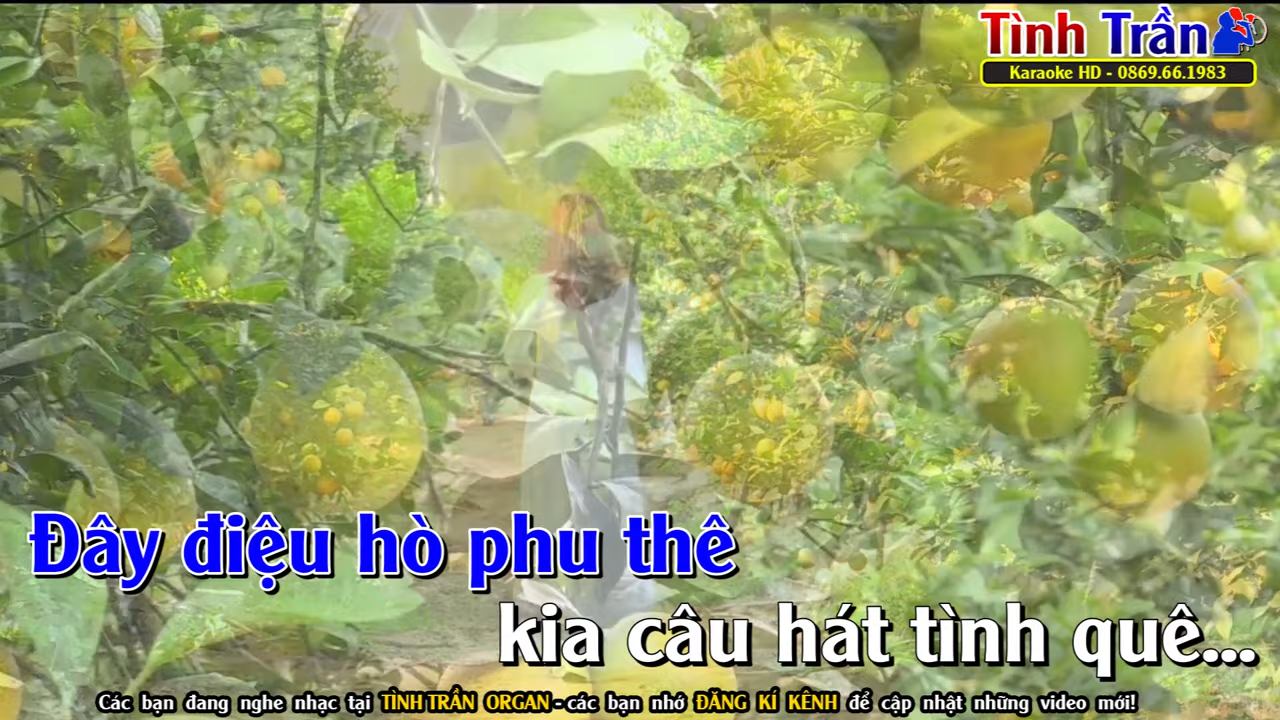 Tình Trần
Karaoke HD - 0869.66.1983
Đây điệu hò phu thê
kia câu hát tình quê...
Các bạn đang nghe nhạc tại TÌNH TRẦN ORGAN - các bạn nhớ ĐĂNG KÍ KÊNH để cập nhật những video mới!